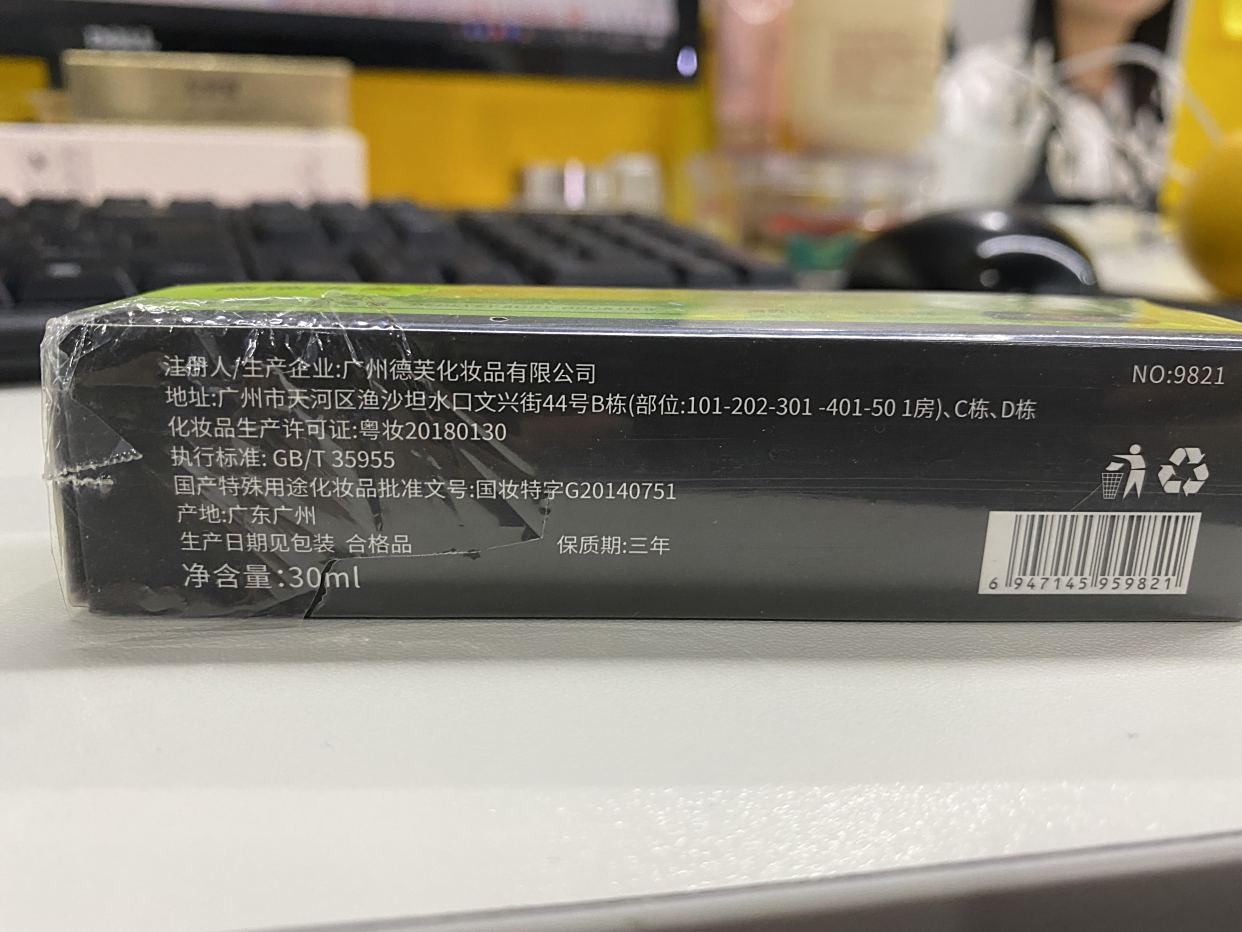 注册人/生产企业:广州德芙化妆品有限公司
NO:9821
地址:广州市天河区渔沙坦水口文兴街44号B栋(部位:101-202-301 -401-50 1房)、C栋、D栋
化妆品生产许可证:粤妆20180130
执行标准: GB/T 35955
国产特殊用途化妆品批准文号:国妆特字G20140751
产地:广东广州
生产日期见包装 合格品 保质期:三年
净含量:30ml
6 947145 959821